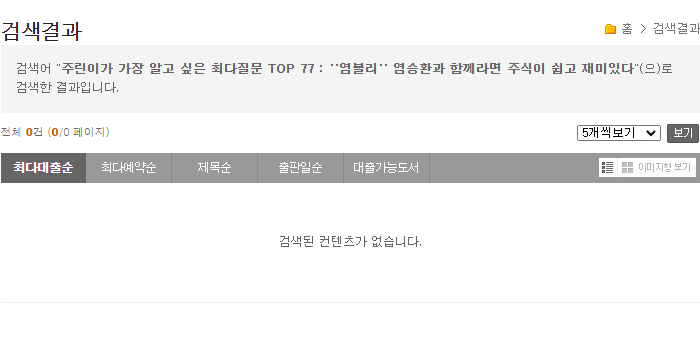 검색결과
홈 > 검색결과
검색어 "주린이가 가장 알고 싶은 최다질문 TOP 77 : ¨염블리¨ 염승환과 함께라면 주식이 쉽고 재미있다"(으)로
검색한 결과입니다.
전체 0건 (0/0 페이지)
5개씩보기 보기
최다대출순 최다예약순 제목순 출판일순 대출가능도서 이미지형 보기
검색된 컨텐츠가 없습니다.